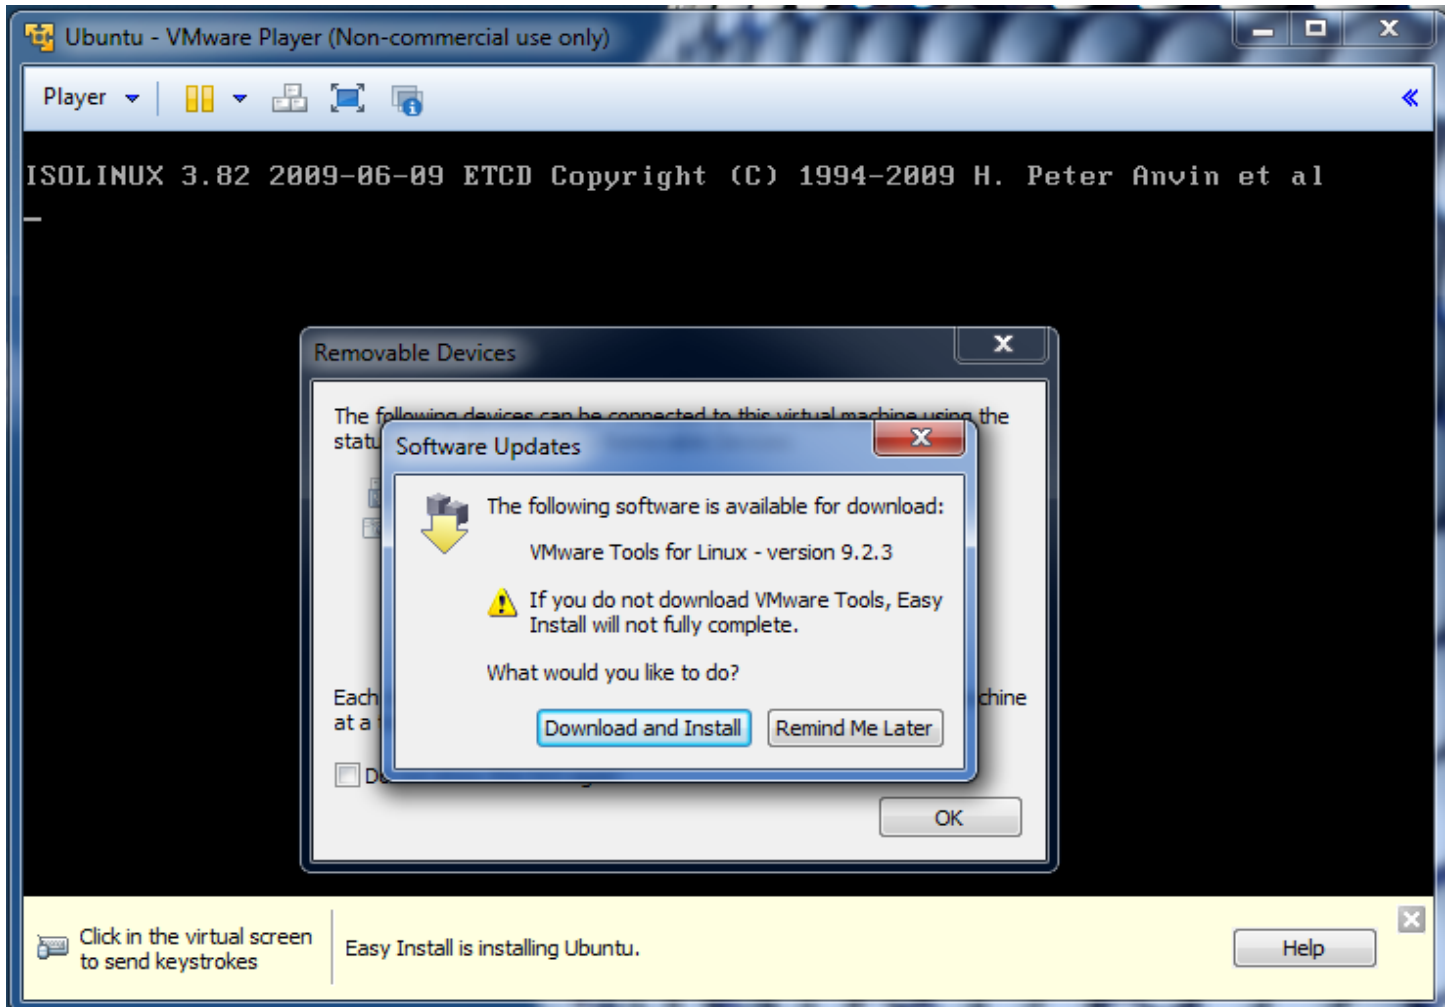 Ubuntu - VMware Player (Non-commercial use only)
Player
ISOLINUX 3.82 2009-06-09 ETCD Copyright (C) 1994-2009 H. Peter Anvin et al
Removable Devices
The following devices can be connected to this virtual machine using the
Software Updates
The following software is available for download:
VMware Tools for Linux - version 9.2.3
If you do not download VMware Tools, Easy
Install will not fully complete.
What would you like to do?
Each
at a
Download and Install
Remind Me Later
OK
Click in the virtual screen
to send keystrokes
Easy Install is installing Ubuntu.
Help